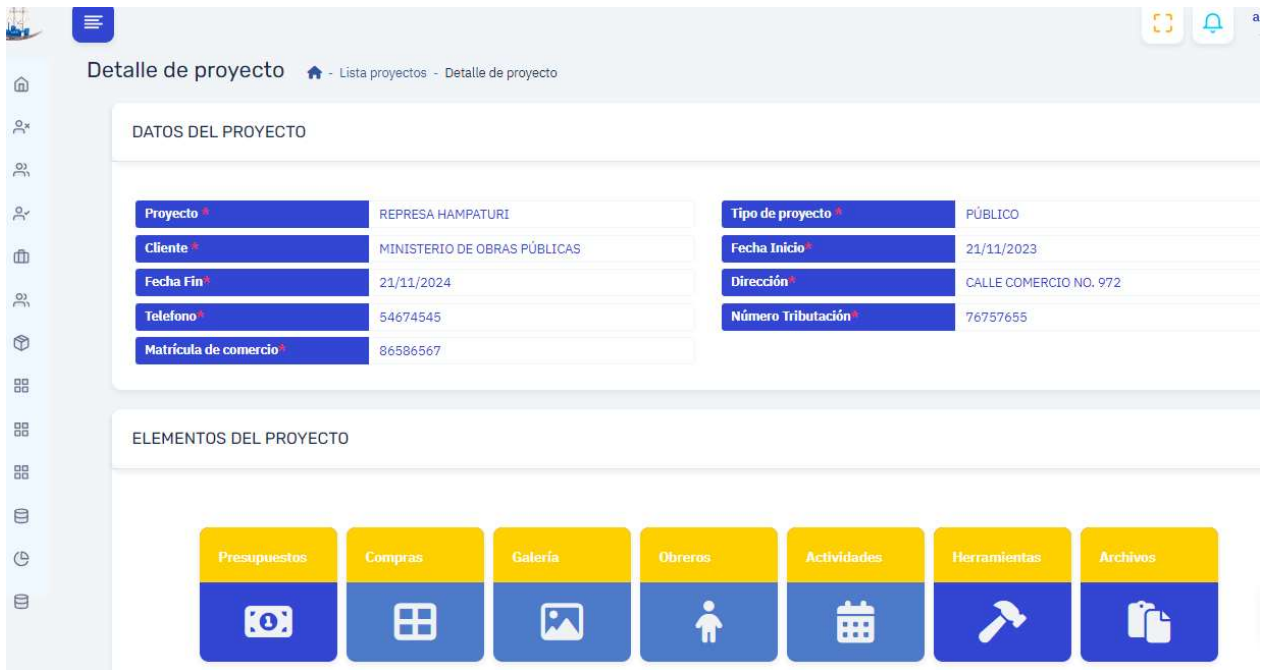 a
Detalle de proyecto - Lista proyectos - Detalle de proyecto
DATOS DEL PROYECTO
Proyecto * REPRESA HAMPATURI Tipo de proyecto * PÚBLICO
Cliente * MINISTERIO DE OBRAS PÚBLICAS Fecha Inicio* 21/11/2023
Fecha Fin* 21/11/2024 Dirección* CALLE COMERCIO NO. 972
Telefono* 54674545 Número Tributación* 76757655
Matrícula de comercio* 86586567
ELEMENTOS DEL PROYECTO
Presupuestos Compras Galería Obreros Actividades Herramientas Archivos
1